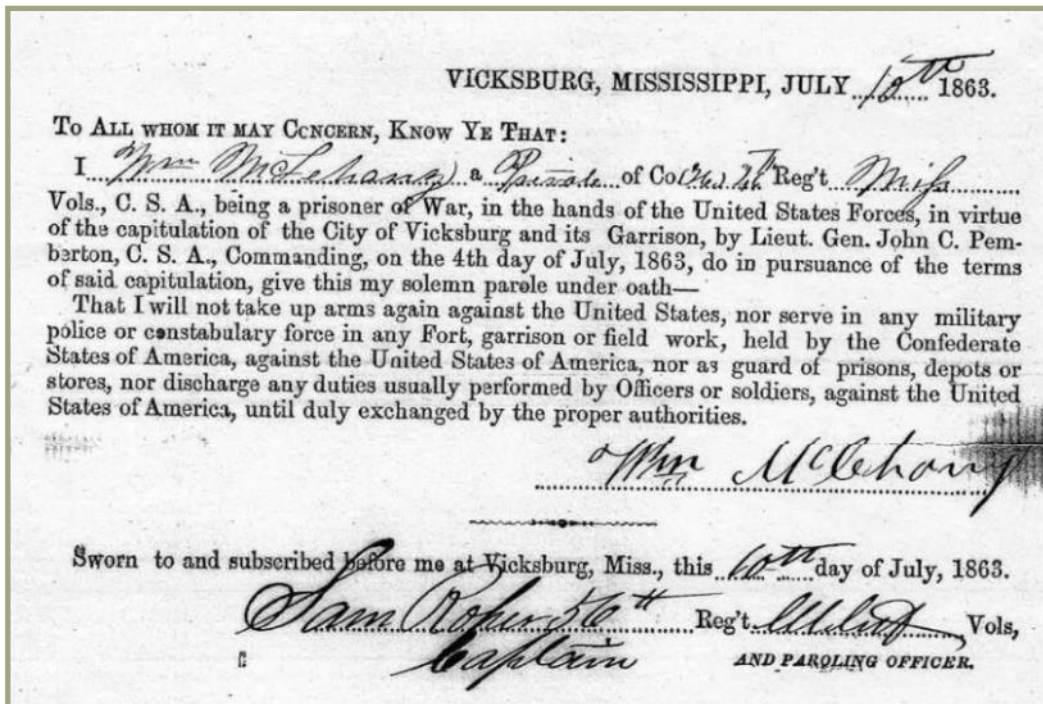 VICKSBURG, MISSISSIPPI, JULY 10th 1863.
TO ALL WHOM IT MAY CCNCERN, KNOW YE THAT:
I Wm a Private of Co Reg't Miss
Vols., C. S. A., being a prisoner of War, in the hands of the United States Forces, in virtue
of the capitulation of the City of Vicksburg and its Garrison, by Lieut. Gen. John C. Pem-
berton, C. S. A., Commanding, on the 4th day of July, 1863, do in pursuance of the terms
of said capitulation, give this my solemn parole under oath—
That I will not take up arms again against the United States, nor serve in any military
police or constabulary force in any Fort, garrison or field work, held by the Confederate
States of America, against the United States of America, nor as guard of prisons, depots or
stores, nor discharge any duties usually performed by Officers or soldiers, against the United
States of America, until duly exchanged by the proper authorities.
Wm
Sworn to and subscribed before me at Vicksburg, Miss., this 10th day of July, 1863.
Sam 56th Reg't Vols,
Captain AND PAROLING OFFICER.